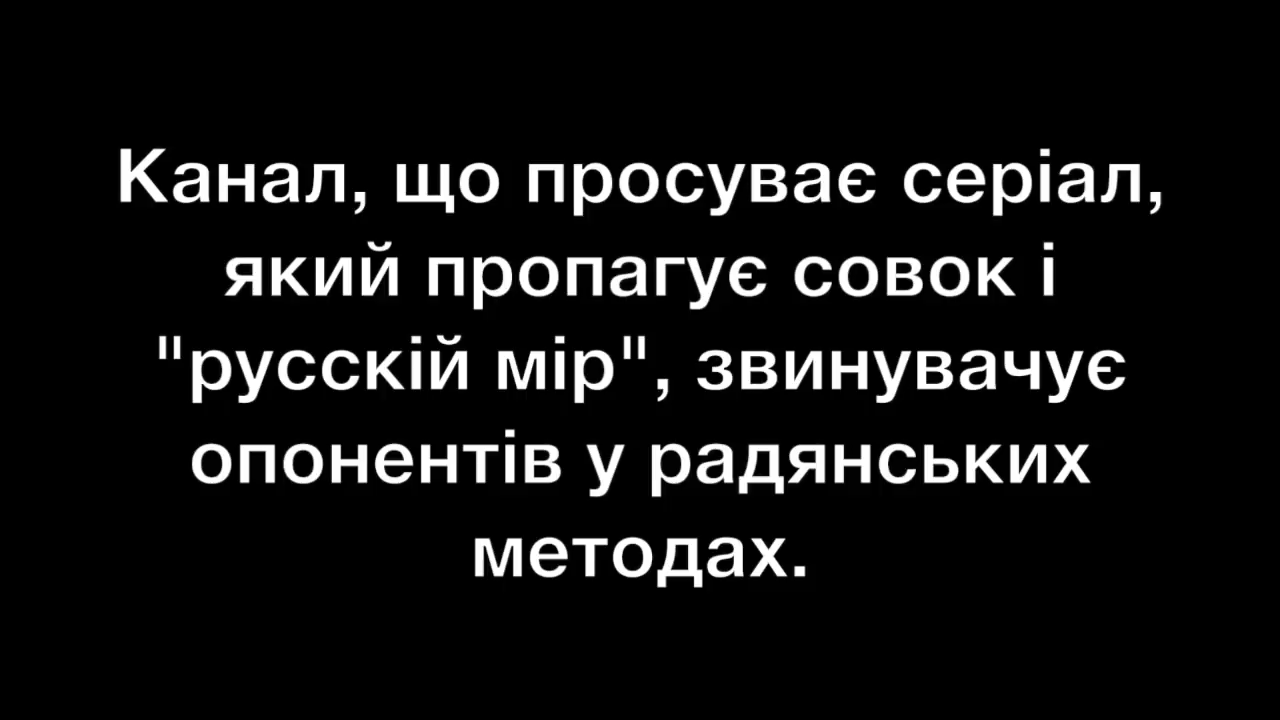 Канал, що просуває серіал,
який пропагує совок і
"русскій мір", звинувачує
опонентів у радянських
методах.